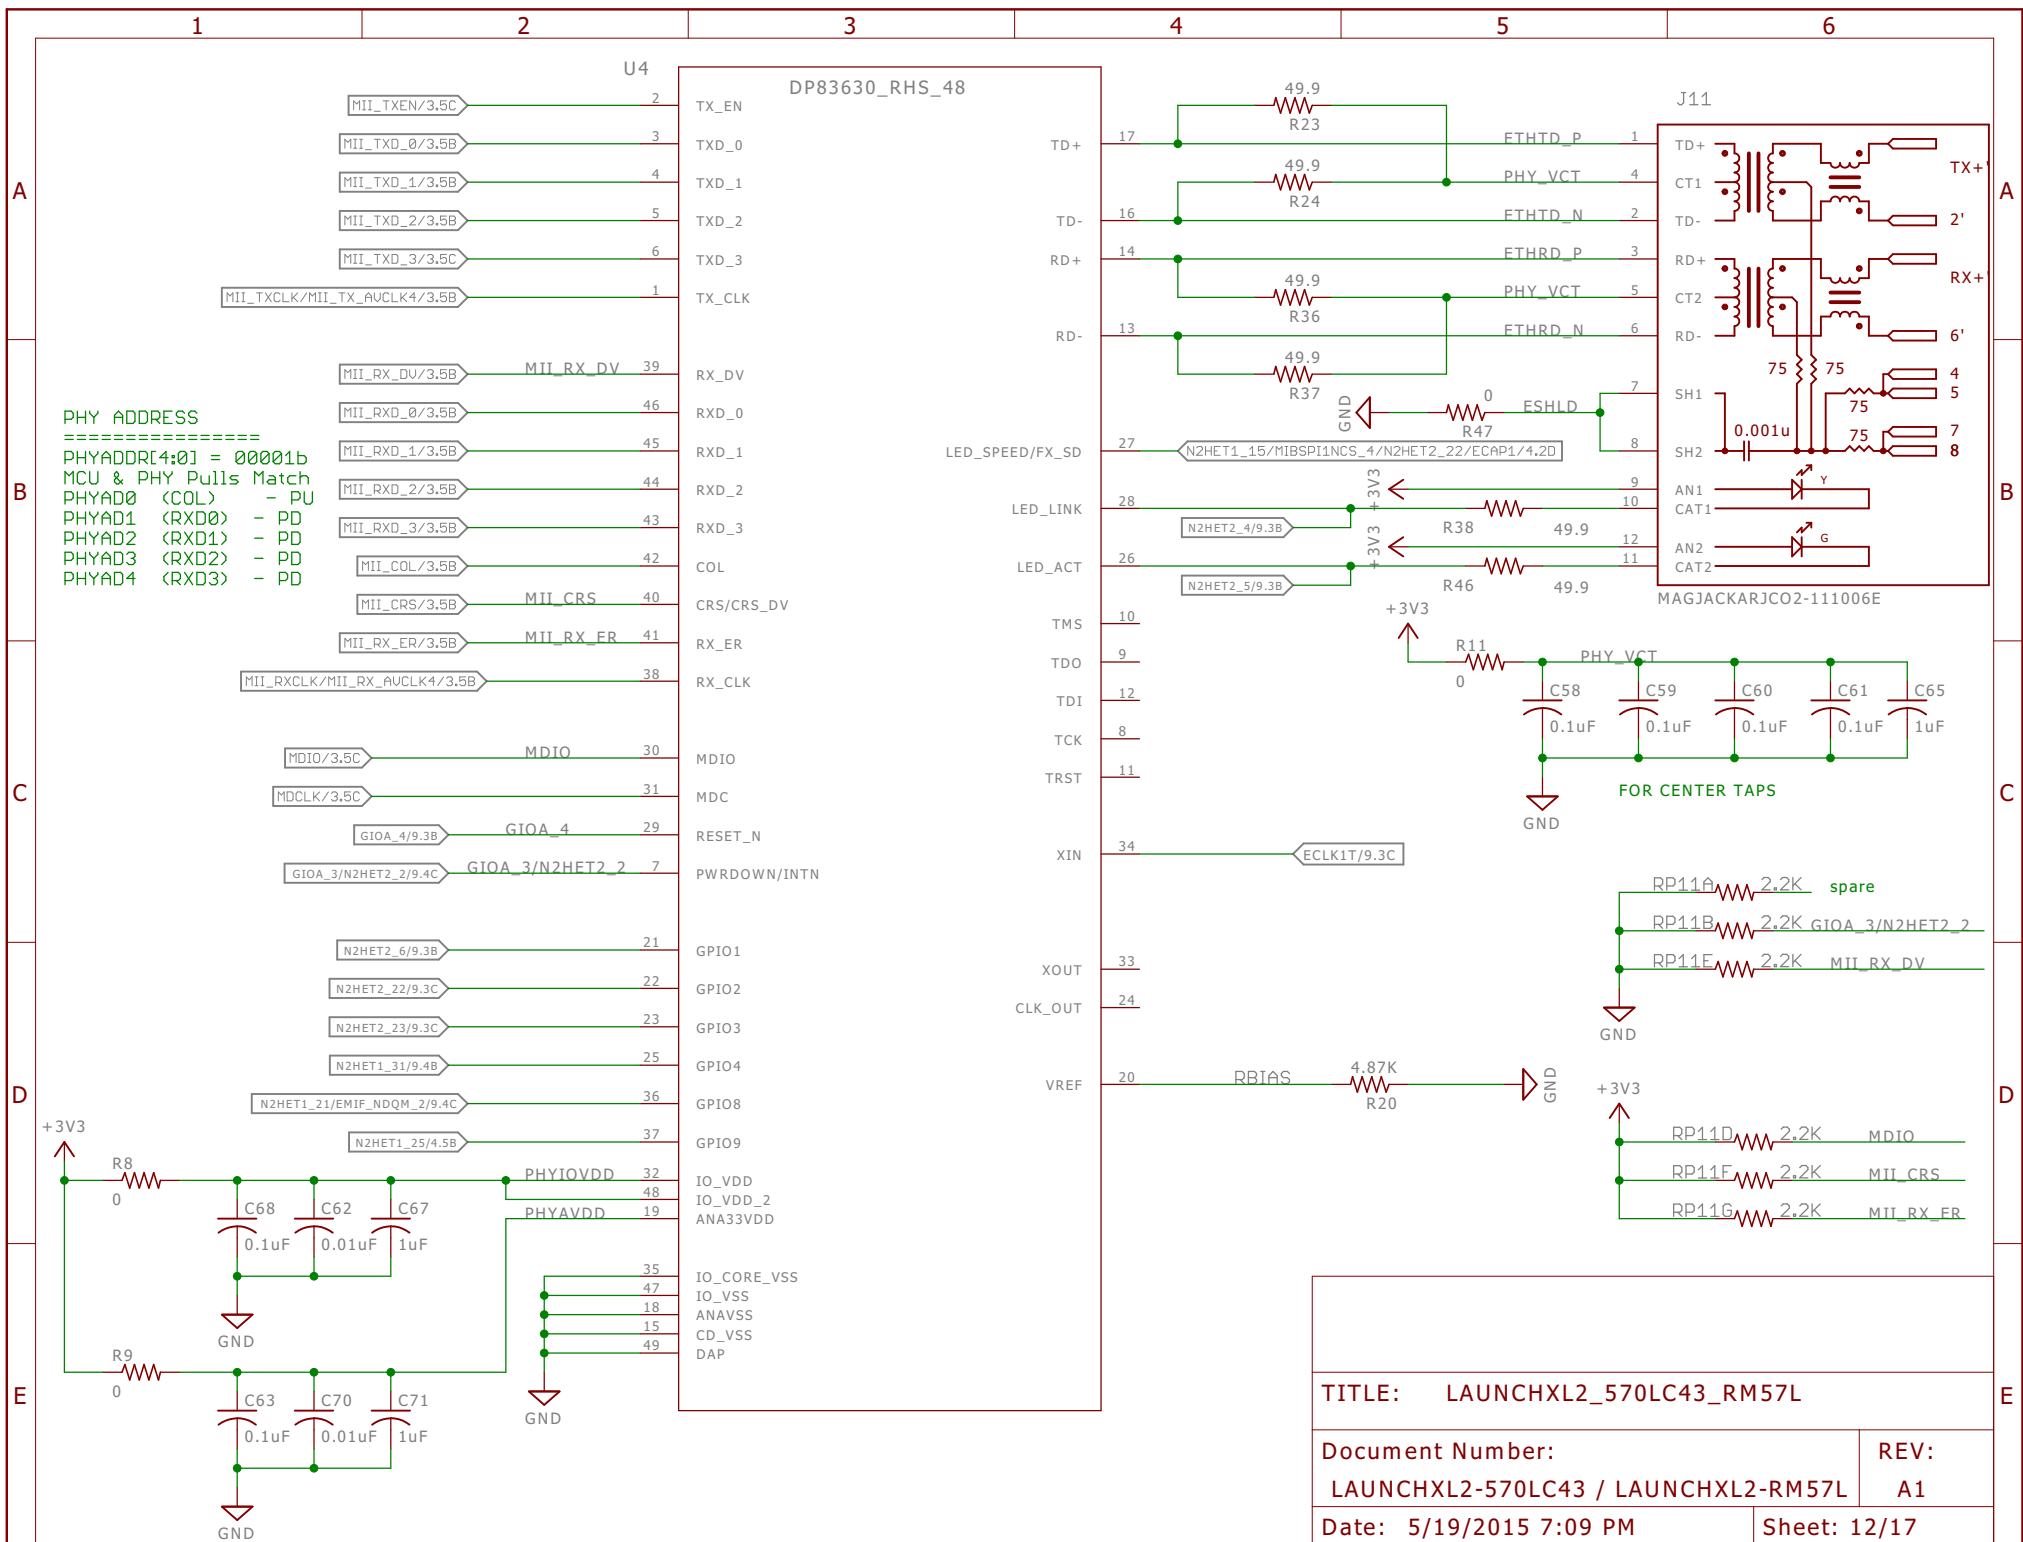 1 2 3 4 5 6
A
B
C
D
E
A
B
C
D
E
U4
DP83630_RHS_48
MII_TXEN/3.5C 2 TX_EN
MII_TXD_0/3.5B 3 TXD_0
MII_TXD_1/3.5B 4 TXD_1
MII_TXD_2/3.5B 5 TXD_2
MII_TXD_3/3.5C 6 TXD_3
MII_TXCLK/MII_TX_AVCLK4/3.5B 1 TX_CLK
MII_RX_DV/3.5B MII_RX_DV 39 RX_DV
MII_RXD_0/3.5B 46 RXD_0
MII_RXD_1/3.5B 45 RXD_1
MII_RXD_2/3.5B 44 RXD_2
MII_RXD_3/3.5B 43 RXD_3
MII_COL/3.5B 42 COL
MII_CRS/3.5B MII_CRS 40 CRS/CRS_DV
MII_RX_ER/3.5B MII_RX_ER 41 RX_ER
MII_RXCLK/MII_RX_AVCLK4/3.5B 38 RX_CLK
MDIO/3.5C MDIO 30 MDIO
MDCLK/3.5C 31 MDC
GIOA_4/9.3B GIOA_4 29 RESET_N
GIOA_3/N2HET2_2/9.4C GIOA_3/N2HET2_2 7 PWRDOWN/INTN
N2HET2_6/9.3B 21 GPIO1
N2HET2_22/9.3C 22 GPIO2
N2HET2_23/9.3C 23 GPIO3
N2HET1_31/9.4B 25 GPIO4
N2HET1_21/EMIF_NDQM_2/9.4C 36 GPIO8
N2HET1_25/4.5B 37 GPIO9
PHYIOVDD 32 IO_VDD
48 IO_VDD_2
PHYAVDD 19 ANA33VDD
35 IO_CORE_VSS
47 IO_VSS
18 ANAVSS
15 CD_VSS
49 DAP
GND
PHY ADDRESS
================
PHYADDR[4:0] = 00001b
MCU & PHY Pulls Match
PHYAD0 (COL) - PU
PHYAD1 (RXD0) - PD
PHYAD2 (RXD1) - PD
PHYAD3 (RXD2) - PD
PHYAD4 (RXD3) - PD
+3V3
R8
0
C68 C62 C67
0.1uF 0.01uF 1uF
GND
R9
0
C63 C70 C71
0.1uF 0.01uF 1uF
GND
TD+ 17
TD- 16
RD+ 14
RD- 13
LED_SPEED/FX_SD 27 N2HET1_15/MIBSPI1NCS_4/N2HET2_22/ECAP1/4.2D
LED_LINK 28 N2HET2_4/9.3B
LED_ACT 26 N2HET2_5/9.3B
TMS 10
TDO 9
TDI 12
TCK 8
TRST 11
XIN 34 ECLK1T/9.3C
XOUT 33
CLK_OUT 24
VREF 20 RBIAS 4.87K R20 GND
49.9
R23
49.9
R24
49.9
R36
49.9
R37
GND 0 R47 ESHLD
+3V3
R38 49.9
+3V3
R46 49.9
J11
ETHTD_P 1 TD+
PHY_VCT 4 CT1
ETHTD_N 2 TD-
ETHRD_P 3 RD+
PHY_VCT 5 CT2
ETHRD_N 6 RD-
7 SH1
8 SH2
9 AN1
10 CAT1
12 AN2
11 CAT2
TX+'
2'
RX+'
6'
75 75
4
5
75
7
8
75
0.001u
Y
G
MAGJACKARJCO2-111006E
+3V3
R11
0
PHY_VCT
C58 C59 C60 C61 C65
0.1uF 0.1uF 0.1uF 0.1uF 1uF
GND
FOR CENTER TAPS
RP11A 2.2K spare
RP11B 2.2K GIOA_3/N2HET2_2
RP11E 2.2K MII_RX_DV
GND
+3V3
RP11D 2.2K MDIO
RP11F 2.2K MII_CRS
RP11G 2.2K MII_RX_ER
TITLE: LAUNCHXL2_570LC43_RM57L
Document Number:
LAUNCHXL2-570LC43 / LAUNCHXL2-RM57L
REV:
A1
Date: 5/19/2015 7:09 PM
Sheet: 12/17